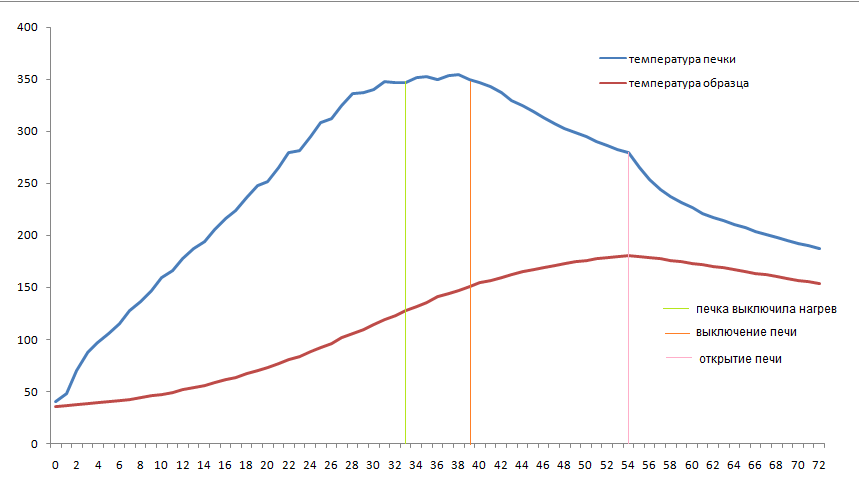 400
350
300
250
200
150
100
50
0
температура печки
температура образца
печка выключила нагрев
выключение печи
открытие печи
0 2 4 6 8 10 12 14 16 18 20 22 24 26 28 30 32 34 36 38 40 42 44 46 48 50 52 54 56 58 60 62 64 66 68 70 72